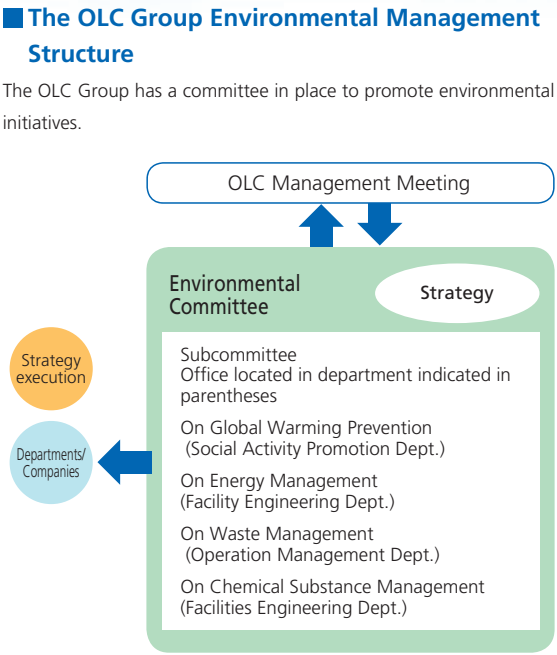 The OLC Group Environmental Management
Structure
The OLC Group has a committee in place to promote environmental
initiatives.
OLC Management Meeting
Environmental
Committee
Strategy
Strategy
execution
Departments/
Companies
Subcommittee
Office located in department indicated in
parentheses
On Global Warming Prevention
(Social Activity Promotion Dept.)
On Energy Management
(Facility Engineering Dept.)
On Waste Management
(Operation Management Dept.)
On Chemical Substance Management
(Facilities Engineering Dept.)